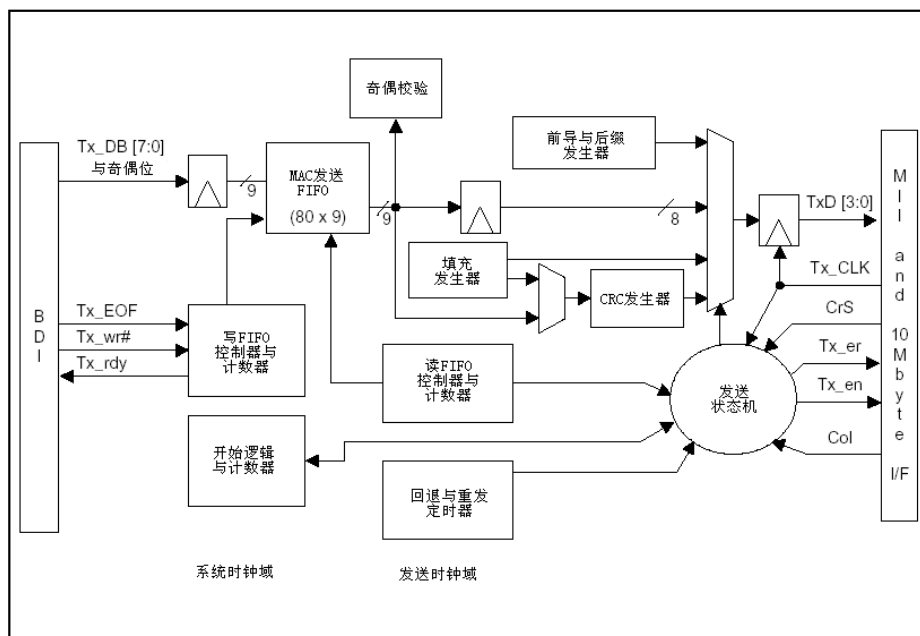 奇偶校验
Tx_DB [7:0]
与奇偶位
9
MAC发送
FIFO
(80 x 9)
9
前导与后缀
发生器
8
TxD [3:0]
填充
发生器
CRC发生器
Tx_CLK
BDI
Tx_EOF
Tx_wr#
Tx_rdy
写FIFO
控制器与
计数器
读FIFO
控制器与
计数器
发送
状态机
CrS
Tx_er
Tx_en
Col
MII and 10Mbyte I/F
开始逻辑
与计数器
回退与重发
定时器
系统时钟域
发送时钟域